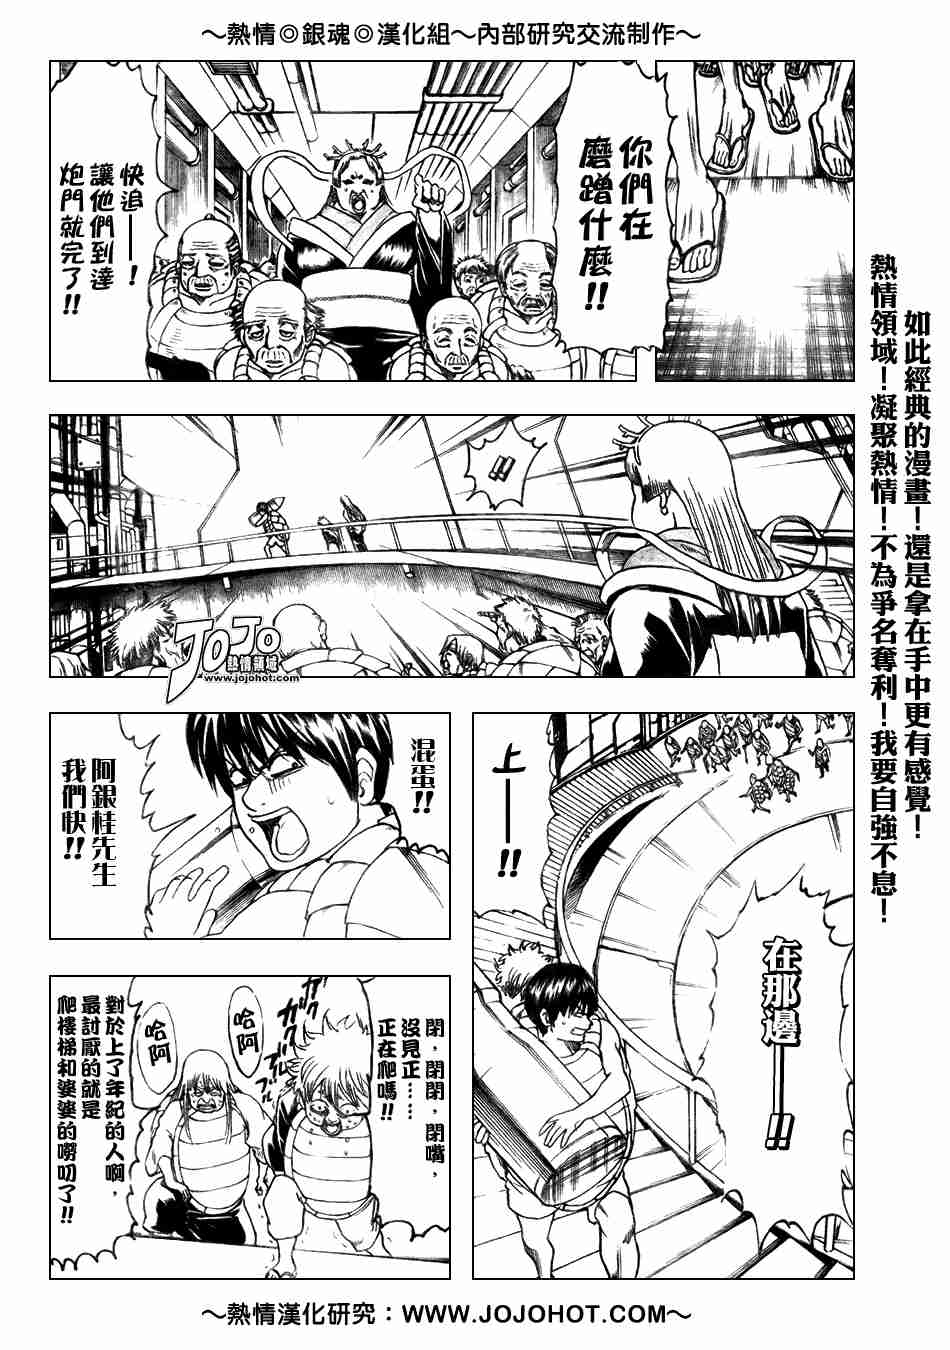 ～熱情◎銀魂◎漢化組～內部研究交流制作～
你們在
磨蹭什
麼!!
快追——！
讓他們到達
炮門就
完了!!
!!
JOJO
熱情領域
www.jojohot.com
在那邊——!!
上——!!
混蛋!!
阿銀桂先生
我們快!!
閉，閉閉，閉嘴，
沒見正……
正在爬嗎!!
哈啊
哈啊
對於上了年紀的人啊，
最討厭的就是
爬樓梯和婆婆的嘮叨了!!
如此經典的漫畫！還是拿在手中更有感覺！
熱情領域！凝聚熱情！不為爭名奪利！我要自強不息！
～熱情漢化研究：WWW.JOJOHOT.COM～